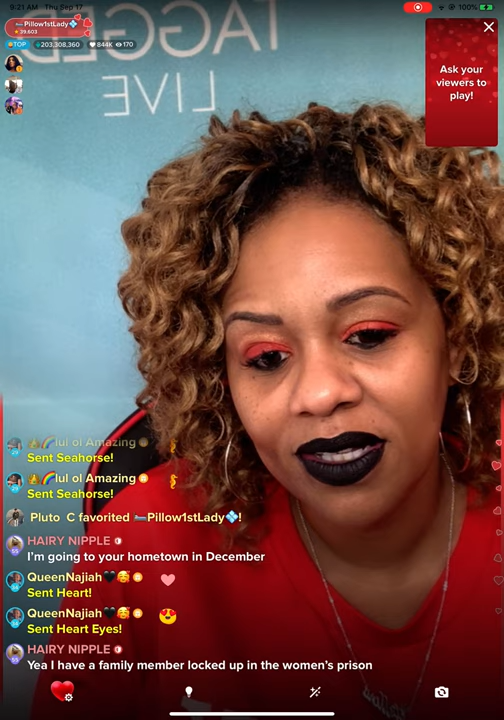 9:21 AM Thu Sep 17
100%
Pillow1stLady
29,603
TOP 203,308,360 844K 170
TAGGED
LIVE
Ask your
viewers to
play!
lul ol Amazing
Sent Seahorse!
lul ol Amazing
Sent Seahorse!
Pluto C favorited Pillow1stLady!
HAIRY NIPPLE
I'm going to your hometown in December
QueenNajiah
Sent Heart!
QueenNajiah
Sent Heart Eyes!
HAIRY NIPPLE
Yea I have a family member locked up in the women's prison